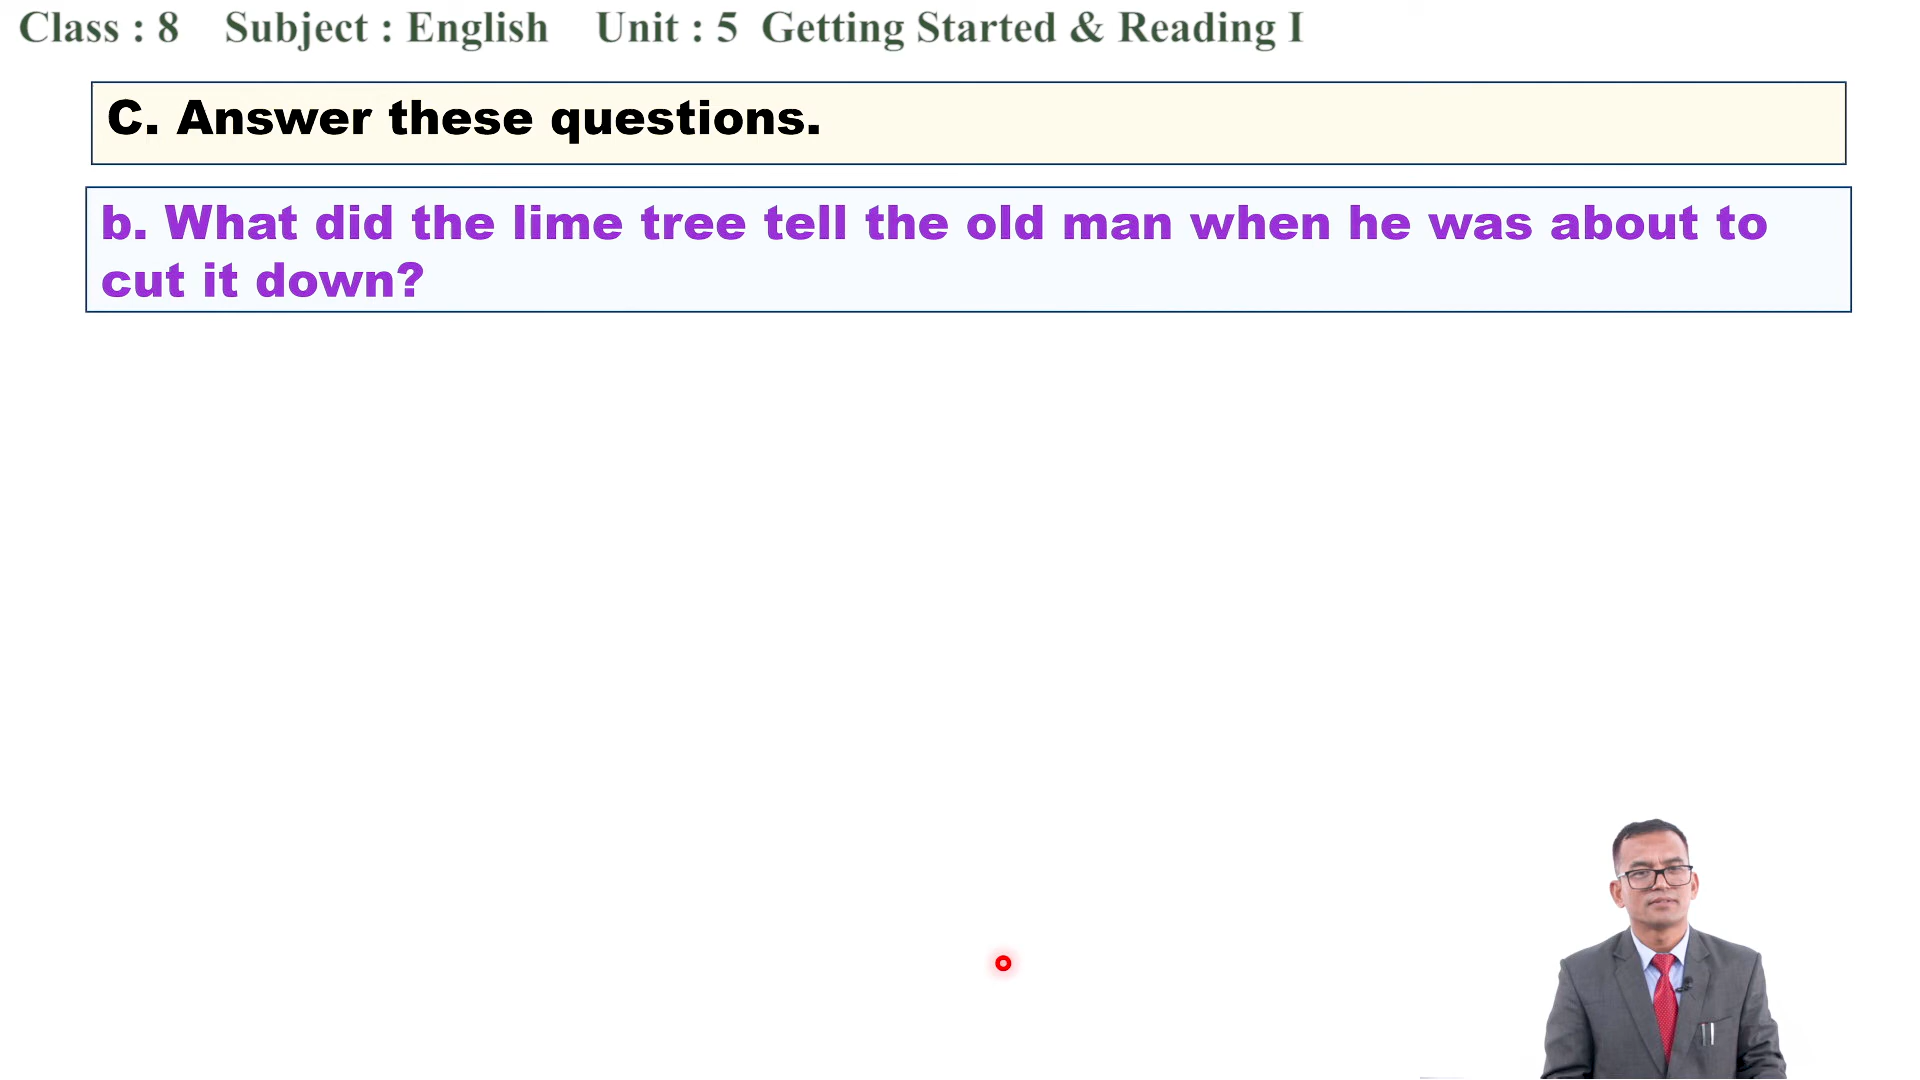 Class : 8 Subject : English Unit : 5 Getting Started & Reading I
C. Answer these questions.
b. What did the lime tree tell the old man when he was about to
cut it down?